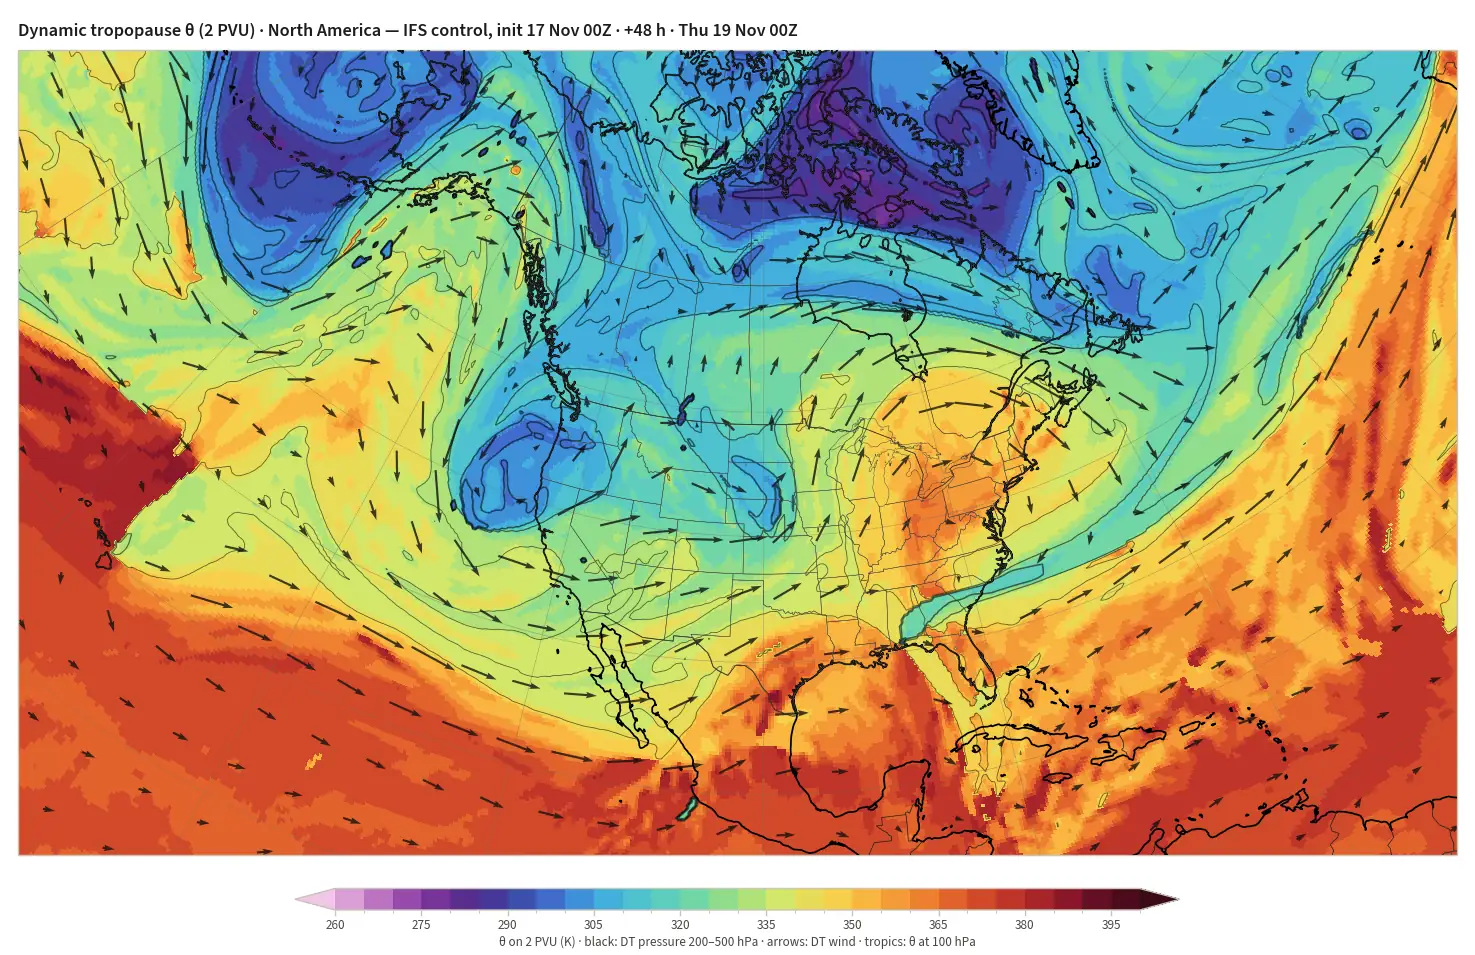 Dynamic tropopause θ (2 PVU) · North America — IFS control, init 17 Nov 00Z · +48 h · Thu 19 Nov 00Z
260 275 290 305 320 335 350 365 380 395
θ on 2 PVU (K) · black: DT pressure 200–500 hPa · arrows: DT wind · tropics: θ at 100 hPa